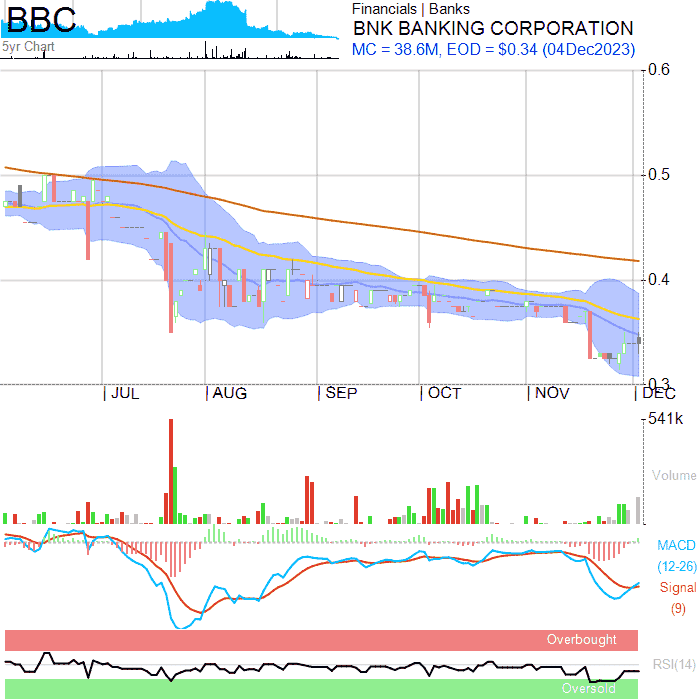 BBC
5yr Chart
Financials | Banks
BNK BANKING CORPORATION
MC = 38.6M, EOD = $0.34 (04Dec2023)
0.6
0.5
0.4
0.3
JUL AUG SEP OCT NOV DEC
541k
Volume
MACD
(12-26)
Signal
(9)
Overbought
RSI(14)
Oversold